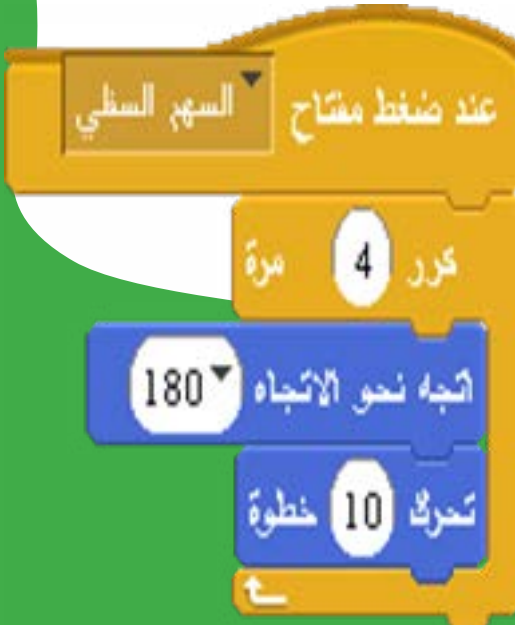 عند ضغط مفتاح السهم السفلي
كرر 4 مرة
اتجه نحو الاتجاه 180
تحرك 10 خطوة